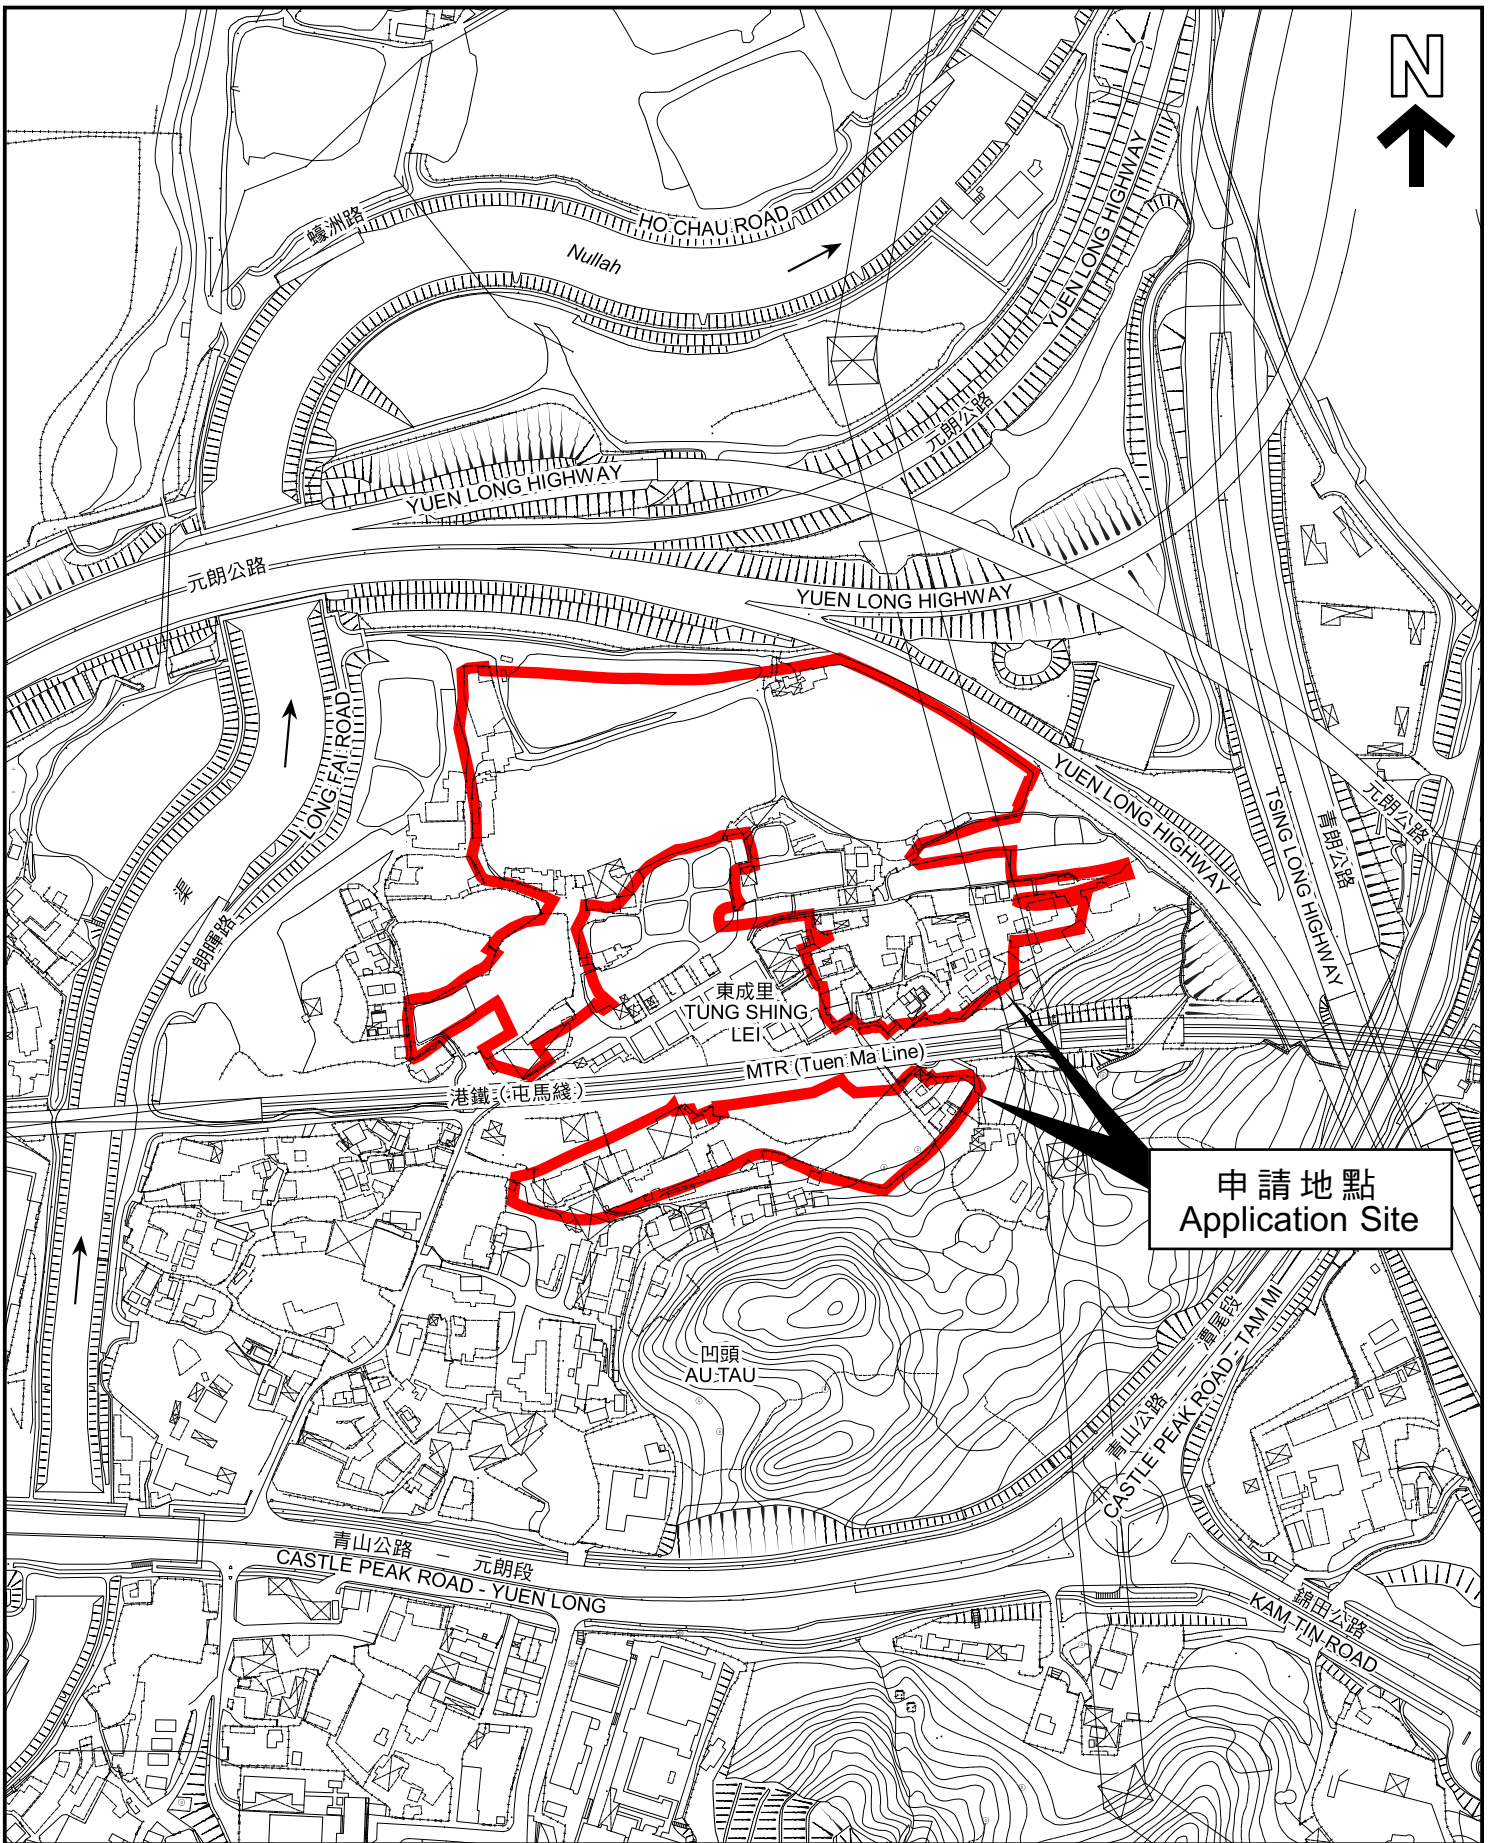 N
蠔洲路
HO CHAU ROAD
Nullah
YUEN LONG HIGHWAY
元朗公路
YUEN LONG HIGHWAY
元朗公路
YUEN LONG HIGHWAY
LONG FAI ROAD
朗暉路
渠
YUEN LONG HIGHWAY
元朗公路
TSING LONG HIGHWAY
青朗公路
東成里
TUNG SHING
LEI
MTR (Tuen Ma Line)
港鐵（屯馬綫）
申請地點
Application Site
凹頭
AU TAU
青山公路 － 潭尾段
CASTLE PEAK ROAD - TAM MI
青山公路 － 元朗段
CASTLE PEAK ROAD - YUEN LONG
錦田公路
KAM TIN ROAD